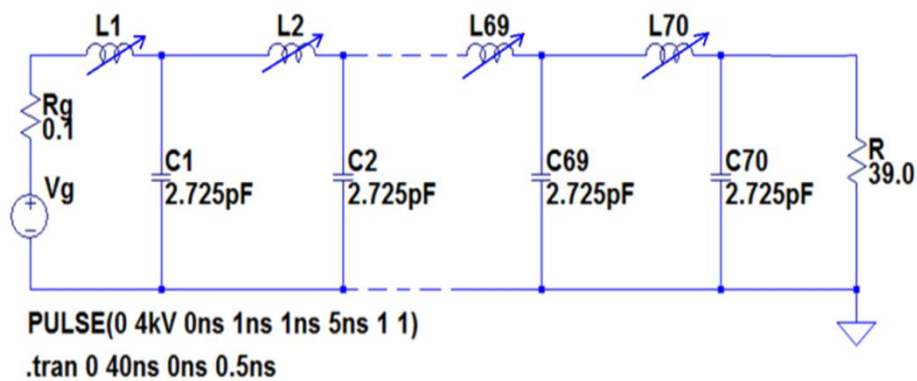 L1 L2 L69 L70
Rg
0.1
C1 C2 C69 C70 R
2.725pF 2.725pF 2.725pF 2.725pF 39.0
Vg
PULSE(0 4kV 0ns 1ns 1ns 5ns 1 1)
.tran 0 40ns 0ns 0.5ns